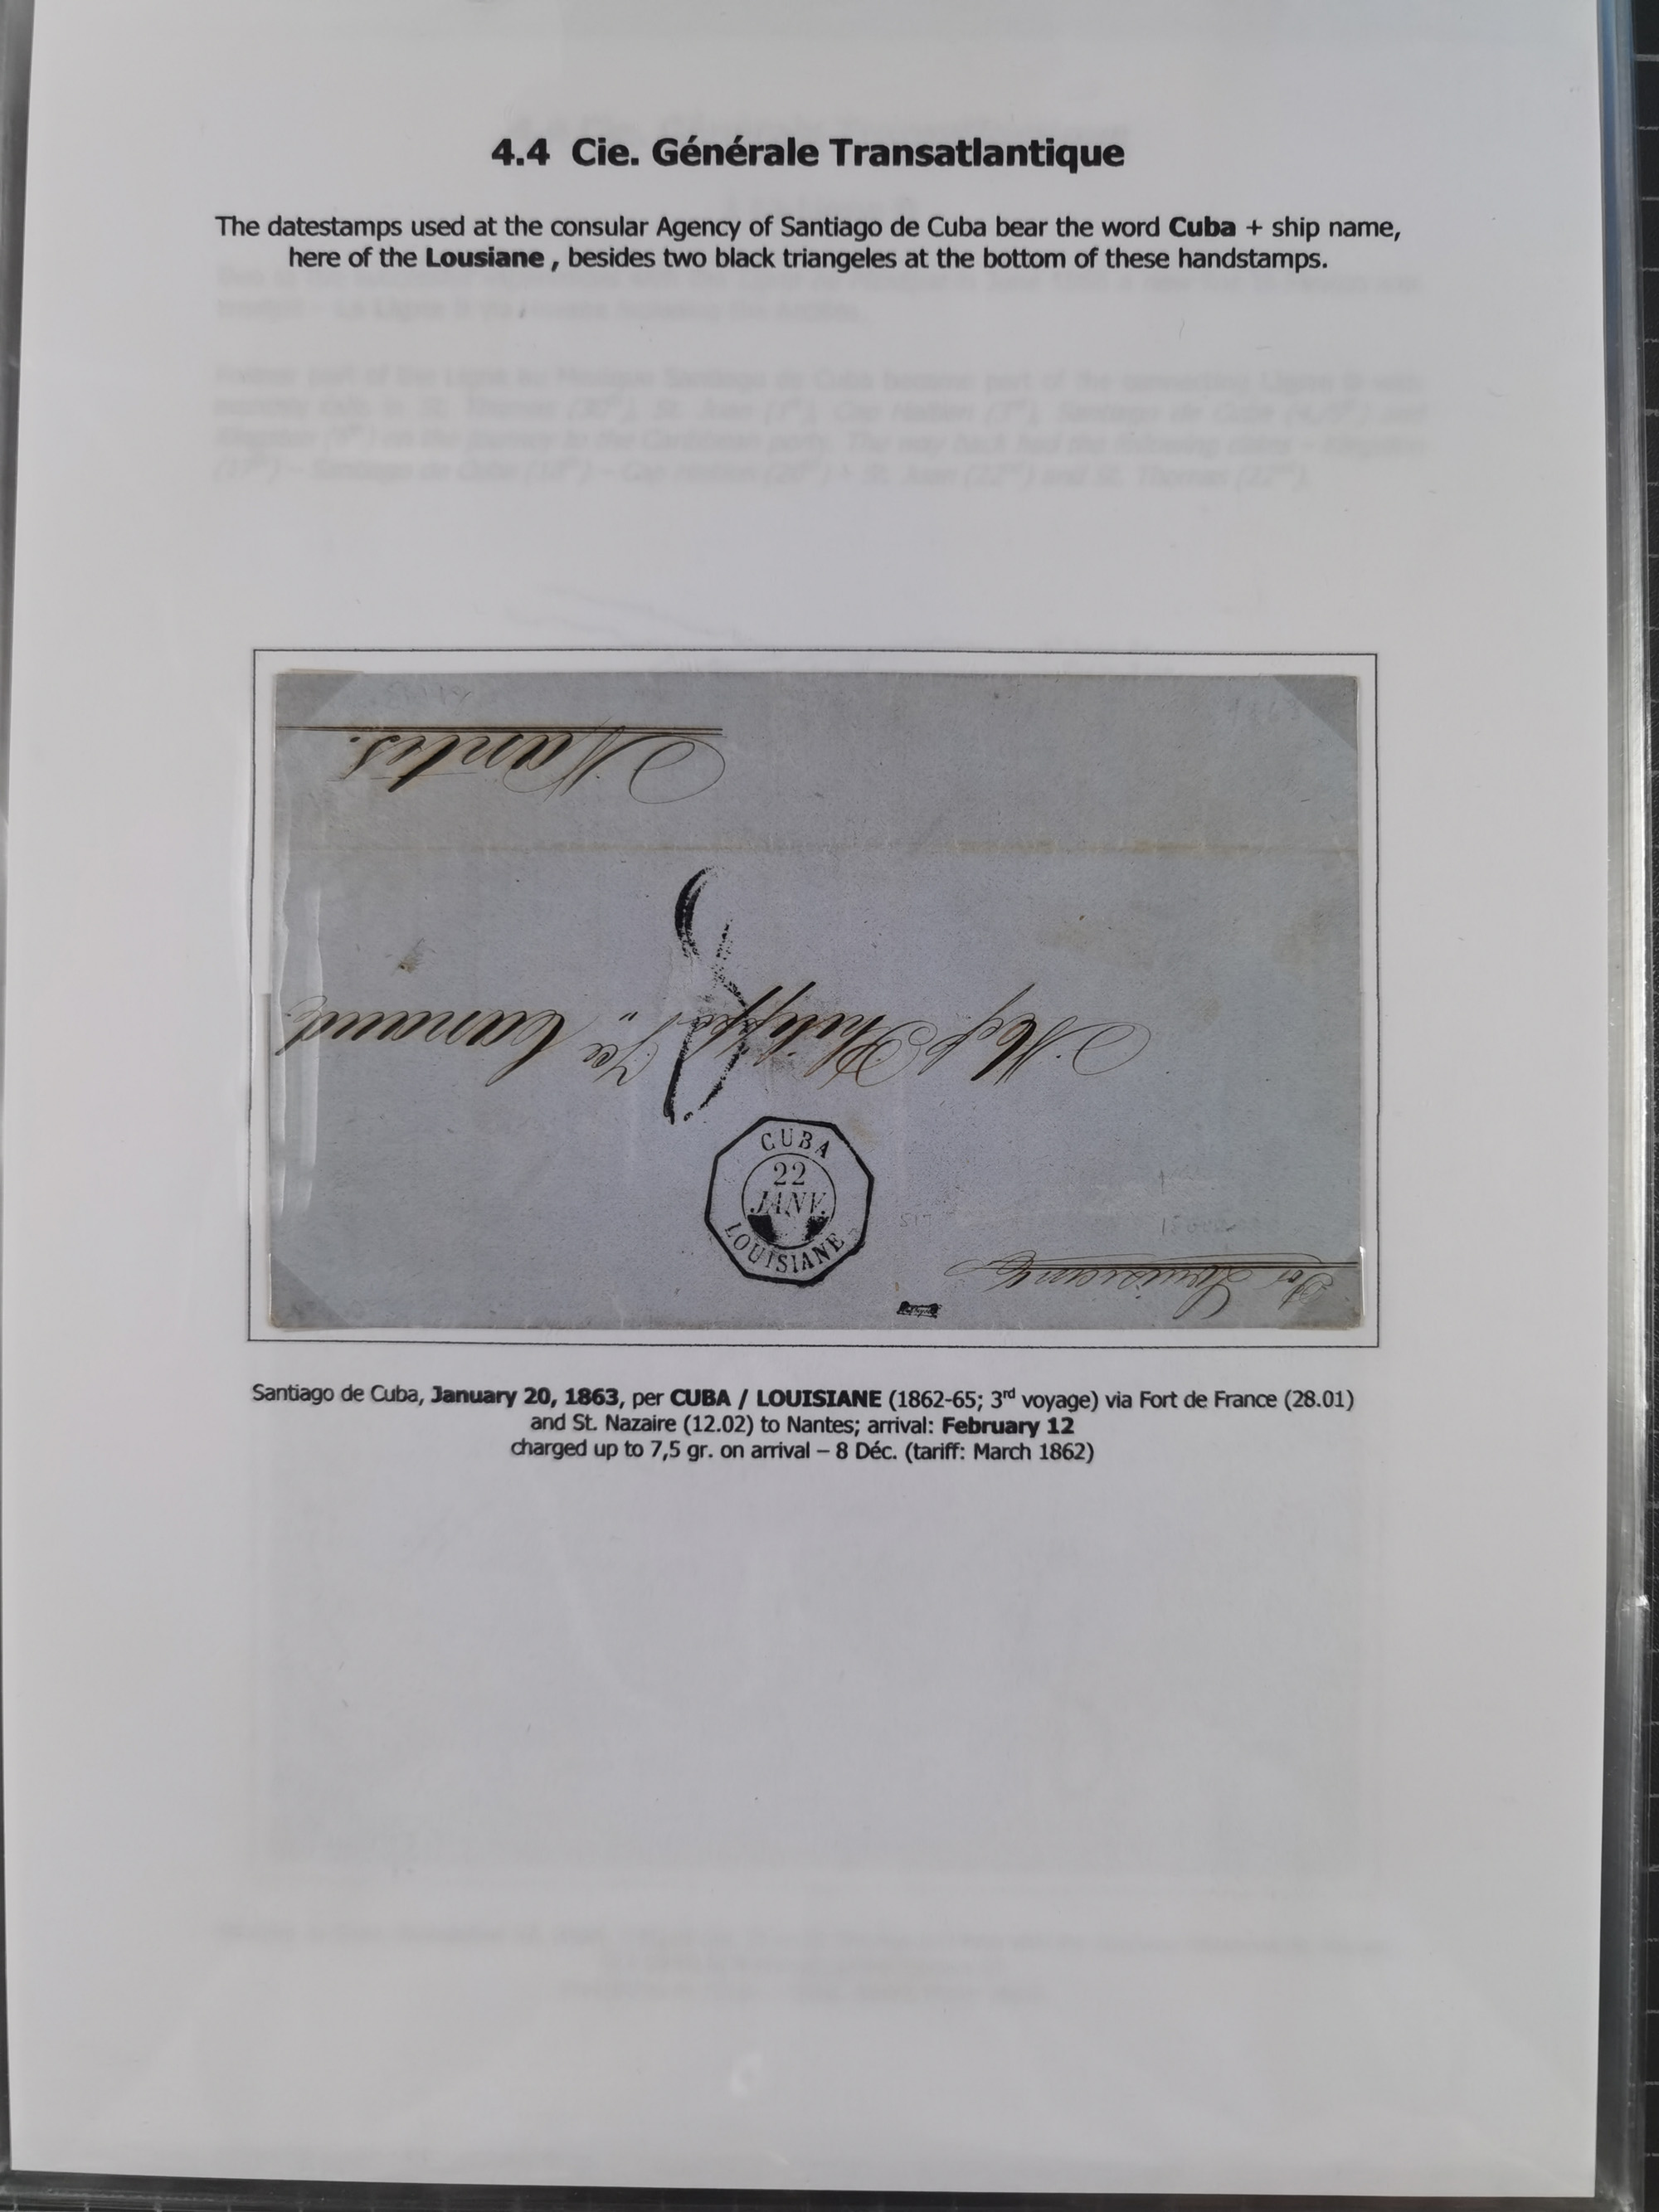 4.4 Cie. Générale Transatlantique
The datestamps used at the consular Agency of Santiago de Cuba bear the word Cuba + ship name,
here of the Lousiane , besides two black triangeles at the bottom of these handstamps.
Nantes.
8
CUBA
22
JANV.
LOUISIANE
Santiago de Cuba, January 20, 1863, per CUBA / LOUISIANE (1862-65; 3rd voyage) via Fort de France (28.01)
and St. Nazaire (12.02) to Nantes; arrival: February 12
charged up to 7,5 gr. on arrival – 8 Déc. (tariff: March 1862)